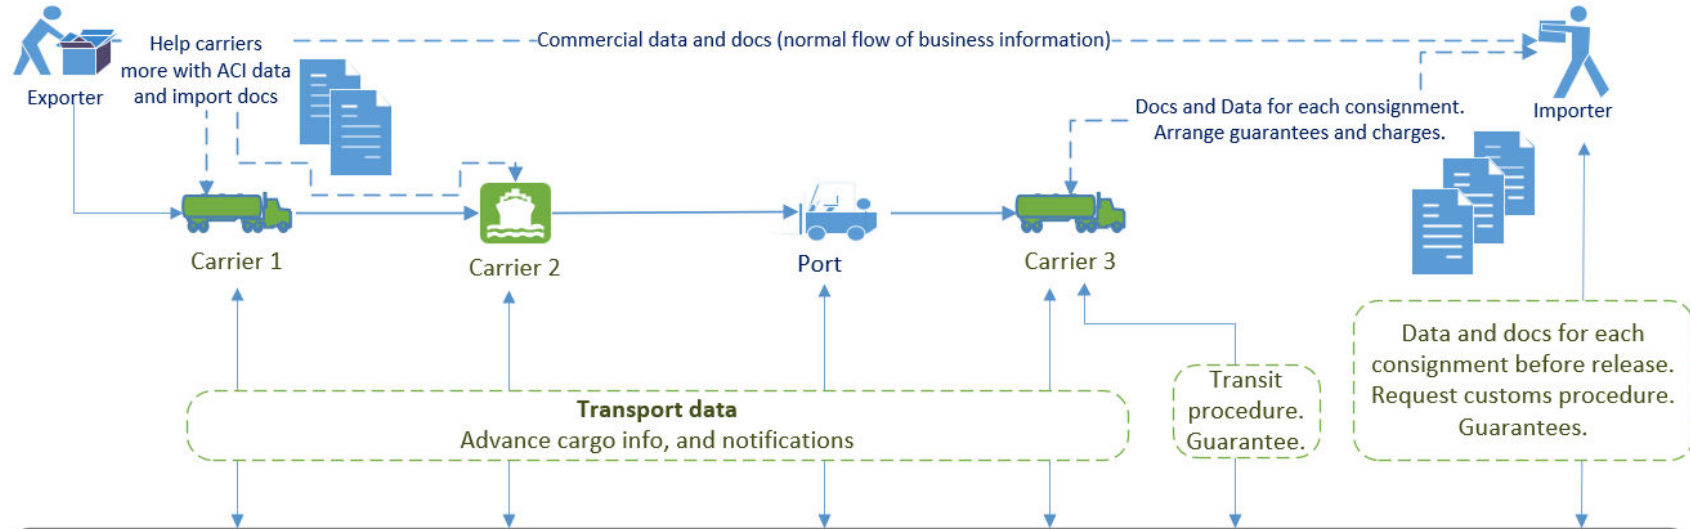 Help carriers
more with ACI data
and import docs
Commercial data and docs (normal flow of business information)
Exporter
Docs and Data for each consignment.
Arrange guarantees and charges.
Importer
Carrier 1
Carrier 2
Port
Carrier 3
Transport data
Advance cargo info, and notifications
Transit
procedure.
Guarantee.
Data and docs for each
consignment before release.
Request customs procedure.
Guarantees.